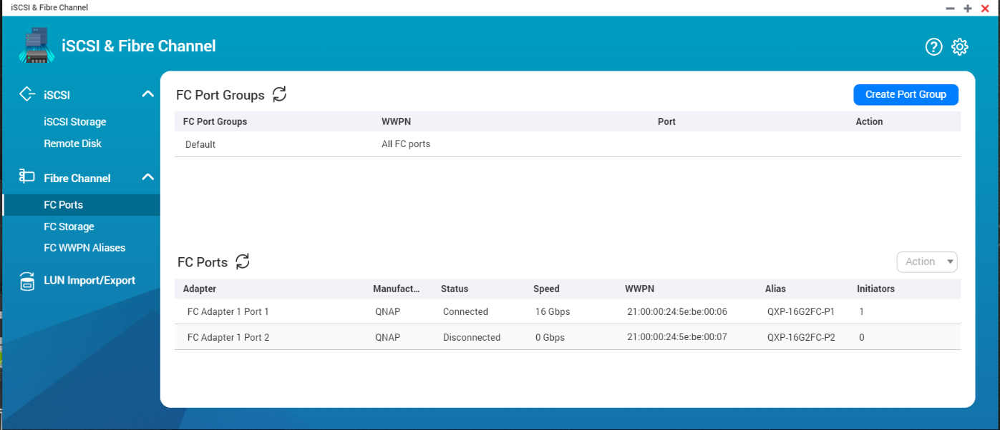 iSCSI & Fibre Channel
iSCSI & Fibre Channel
iSCSI
iSCSI Storage
Remote Disk
Fibre Channel
FC Ports
FC Storage
FC WWPN Aliases
LUN Import/Export
FC Port Groups
Create Port Group
FC Port Groups WWPN Port Action
Default All FC ports
FC Ports
Action
Adapter Manufact... Status Speed WWPN Alias Initiators
FC Adapter 1 Port 1 QNAP Connected 16 Gbps 21:00:00:24:5e:be:00:06 QXP-16G2FC-P1 1
FC Adapter 1 Port 2 QNAP Disconnected 0 Gbps 21:00:00:24:5e:be:00:07 QXP-16G2FC-P2 0